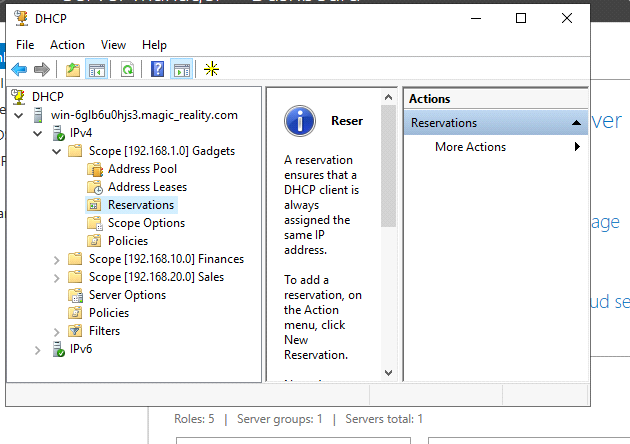 DHCP
File Action View Help
DHCP
win-6glb6u0hjs3.magic_reality.com
IPv4
Scope [192.168.1.0] Gadgets
Address Pool
Address Leases
Reservations
Scope Options
Policies
Scope [192.168.10.0] Finances
Scope [192.168.20.0] Sales
Server Options
Policies
Filters
IPv6
Reser
A reservation
ensures that a
DHCP client is
always
assigned the
same IP
address.
To add a
reservation, on
the Action
menu, click
New
Reservation.
Actions
Reservations
More Actions
ver
age
ud se
Roles: 5 | Server groups: 1 | Servers total: 1